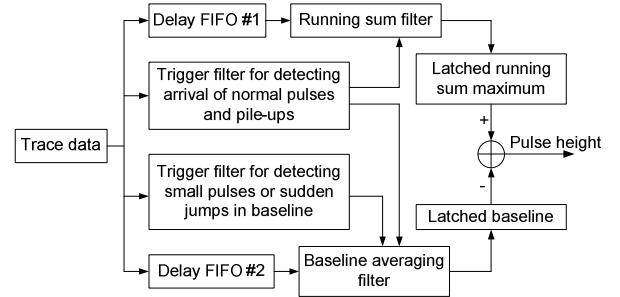 Delay FIFO #1
Running sum filter
Trigger filter for detecting
arrival of normal pulses
and pile-ups
Latched running
sum maximum
Trace data
+
Pulse height
-
Trigger filter for detecting
small pulses or sudden
jumps in baseline
Latched baseline
Delay FIFO #2
Baseline averaging
filter